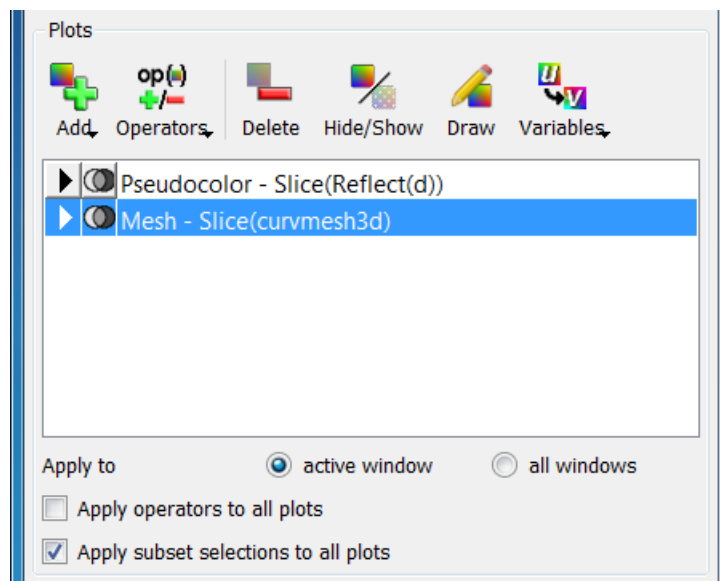 Plots
op( ) +/-
Add Operators Delete Hide/Show Draw Variables
u v
Pseudocolor - Slice(Reflect(d))
Mesh - Slice(curvmesh3d)
Apply to active window all windows
Apply operators to all plots
Apply subset selections to all plots